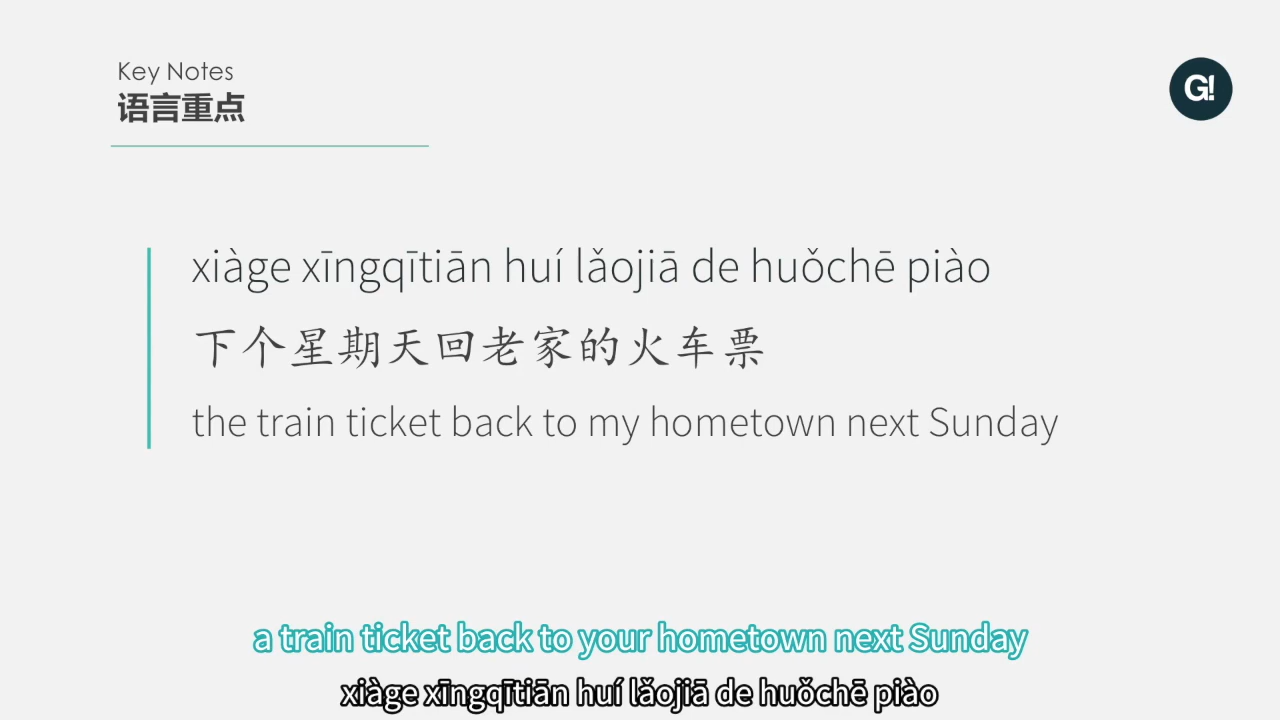 Key Notes
语言重点
G!
xiàge xīngqītiān huí lǎojiā de huǒchē piào
下个星期天回老家的火车票
the train ticket back to my hometown next Sunday
a train ticket back to your hometown next Sunday
xiàge xīngqītiān huí lǎojiā de huǒchē piào